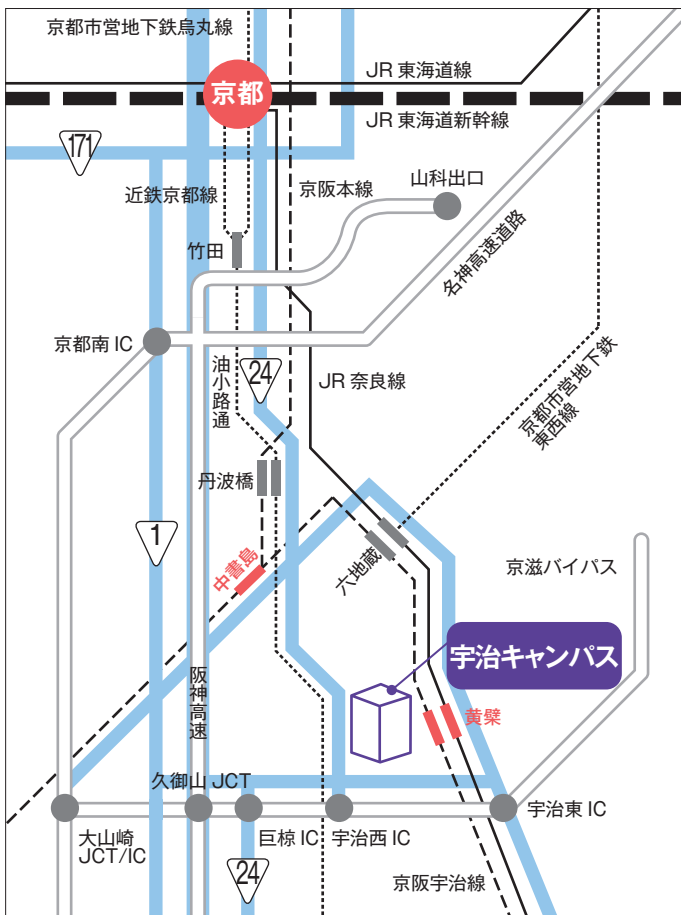 京都市営地下鉄烏丸線
JR 東海道線
京都
JR 東海道新幹線
171
近鉄京都線
京阪本線
山科出口
竹田
名神高速道路
京都南 IC
油小路通
24
JR 奈良線
京都市営地下鉄
東西線
丹波橋
1
中書島
六地蔵
京滋バイパス
宇治キャンパス
阪神高速
黄檗
久御山 JCT
大山崎
JCT/IC
巨椋 IC
宇治西 IC
宇治東 IC
24
京阪宇治線